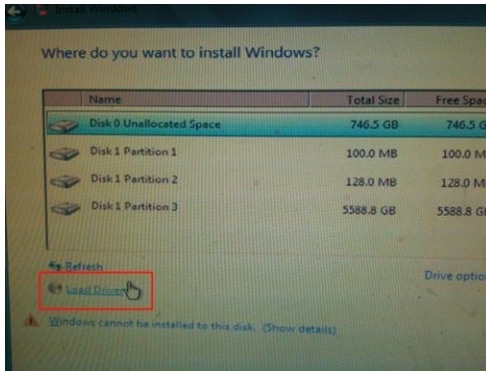 Install Windows
Where do you want to install Windows?
Name Total Size Free Spac
Disk 0 Unallocated Space 746.5 GB 746.5 G
Disk 1 Partition 1 100.0 MB 100.0 M
Disk 1 Partition 2 128.0 MB 128.0 M
Disk 1 Partition 3 5588.8 GB 5588.8 GB
Refresh
Load Driver Drive optio
Windows cannot be installed to this disk. (Show details)